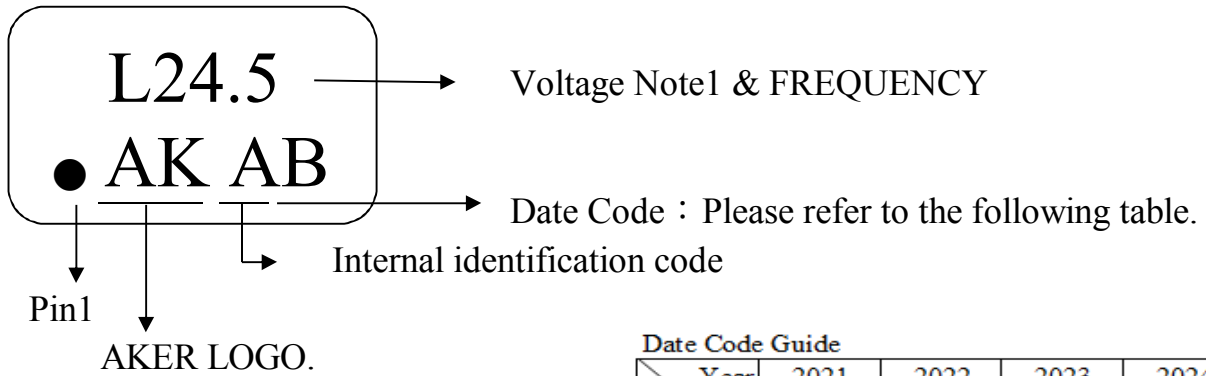 L24.5
Voltage Note1 & FREQUENCY
● AK AB
Date Code：Please refer to the following table.
Internal identification code
Pin1
AKER LOGO.
Date Code Guide
Year 2021 2022 2023